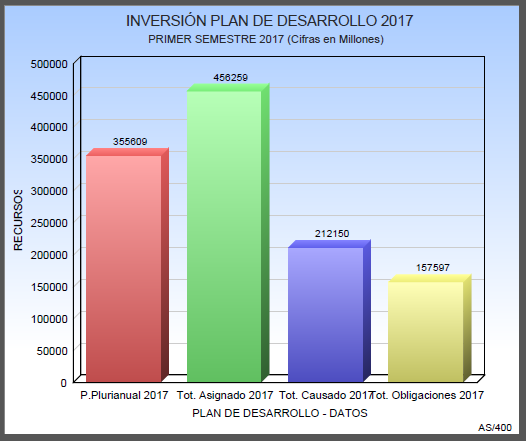 INVERSIÓN PLAN DE DESARROLLO 2017
PRIMER SEMESTRE 2017 (Cifras en Millones)
RECURSOS
500000
450000
400000
350000
300000
250000
200000
150000
100000
50000
0
355609
456259
212150
157597
P.Plurianual 2017
Tot. Asignado 2017
Tot. Causado 2017
Tot. Obligaciones 2017
PLAN DE DESARROLLO - DATOS
AS/400